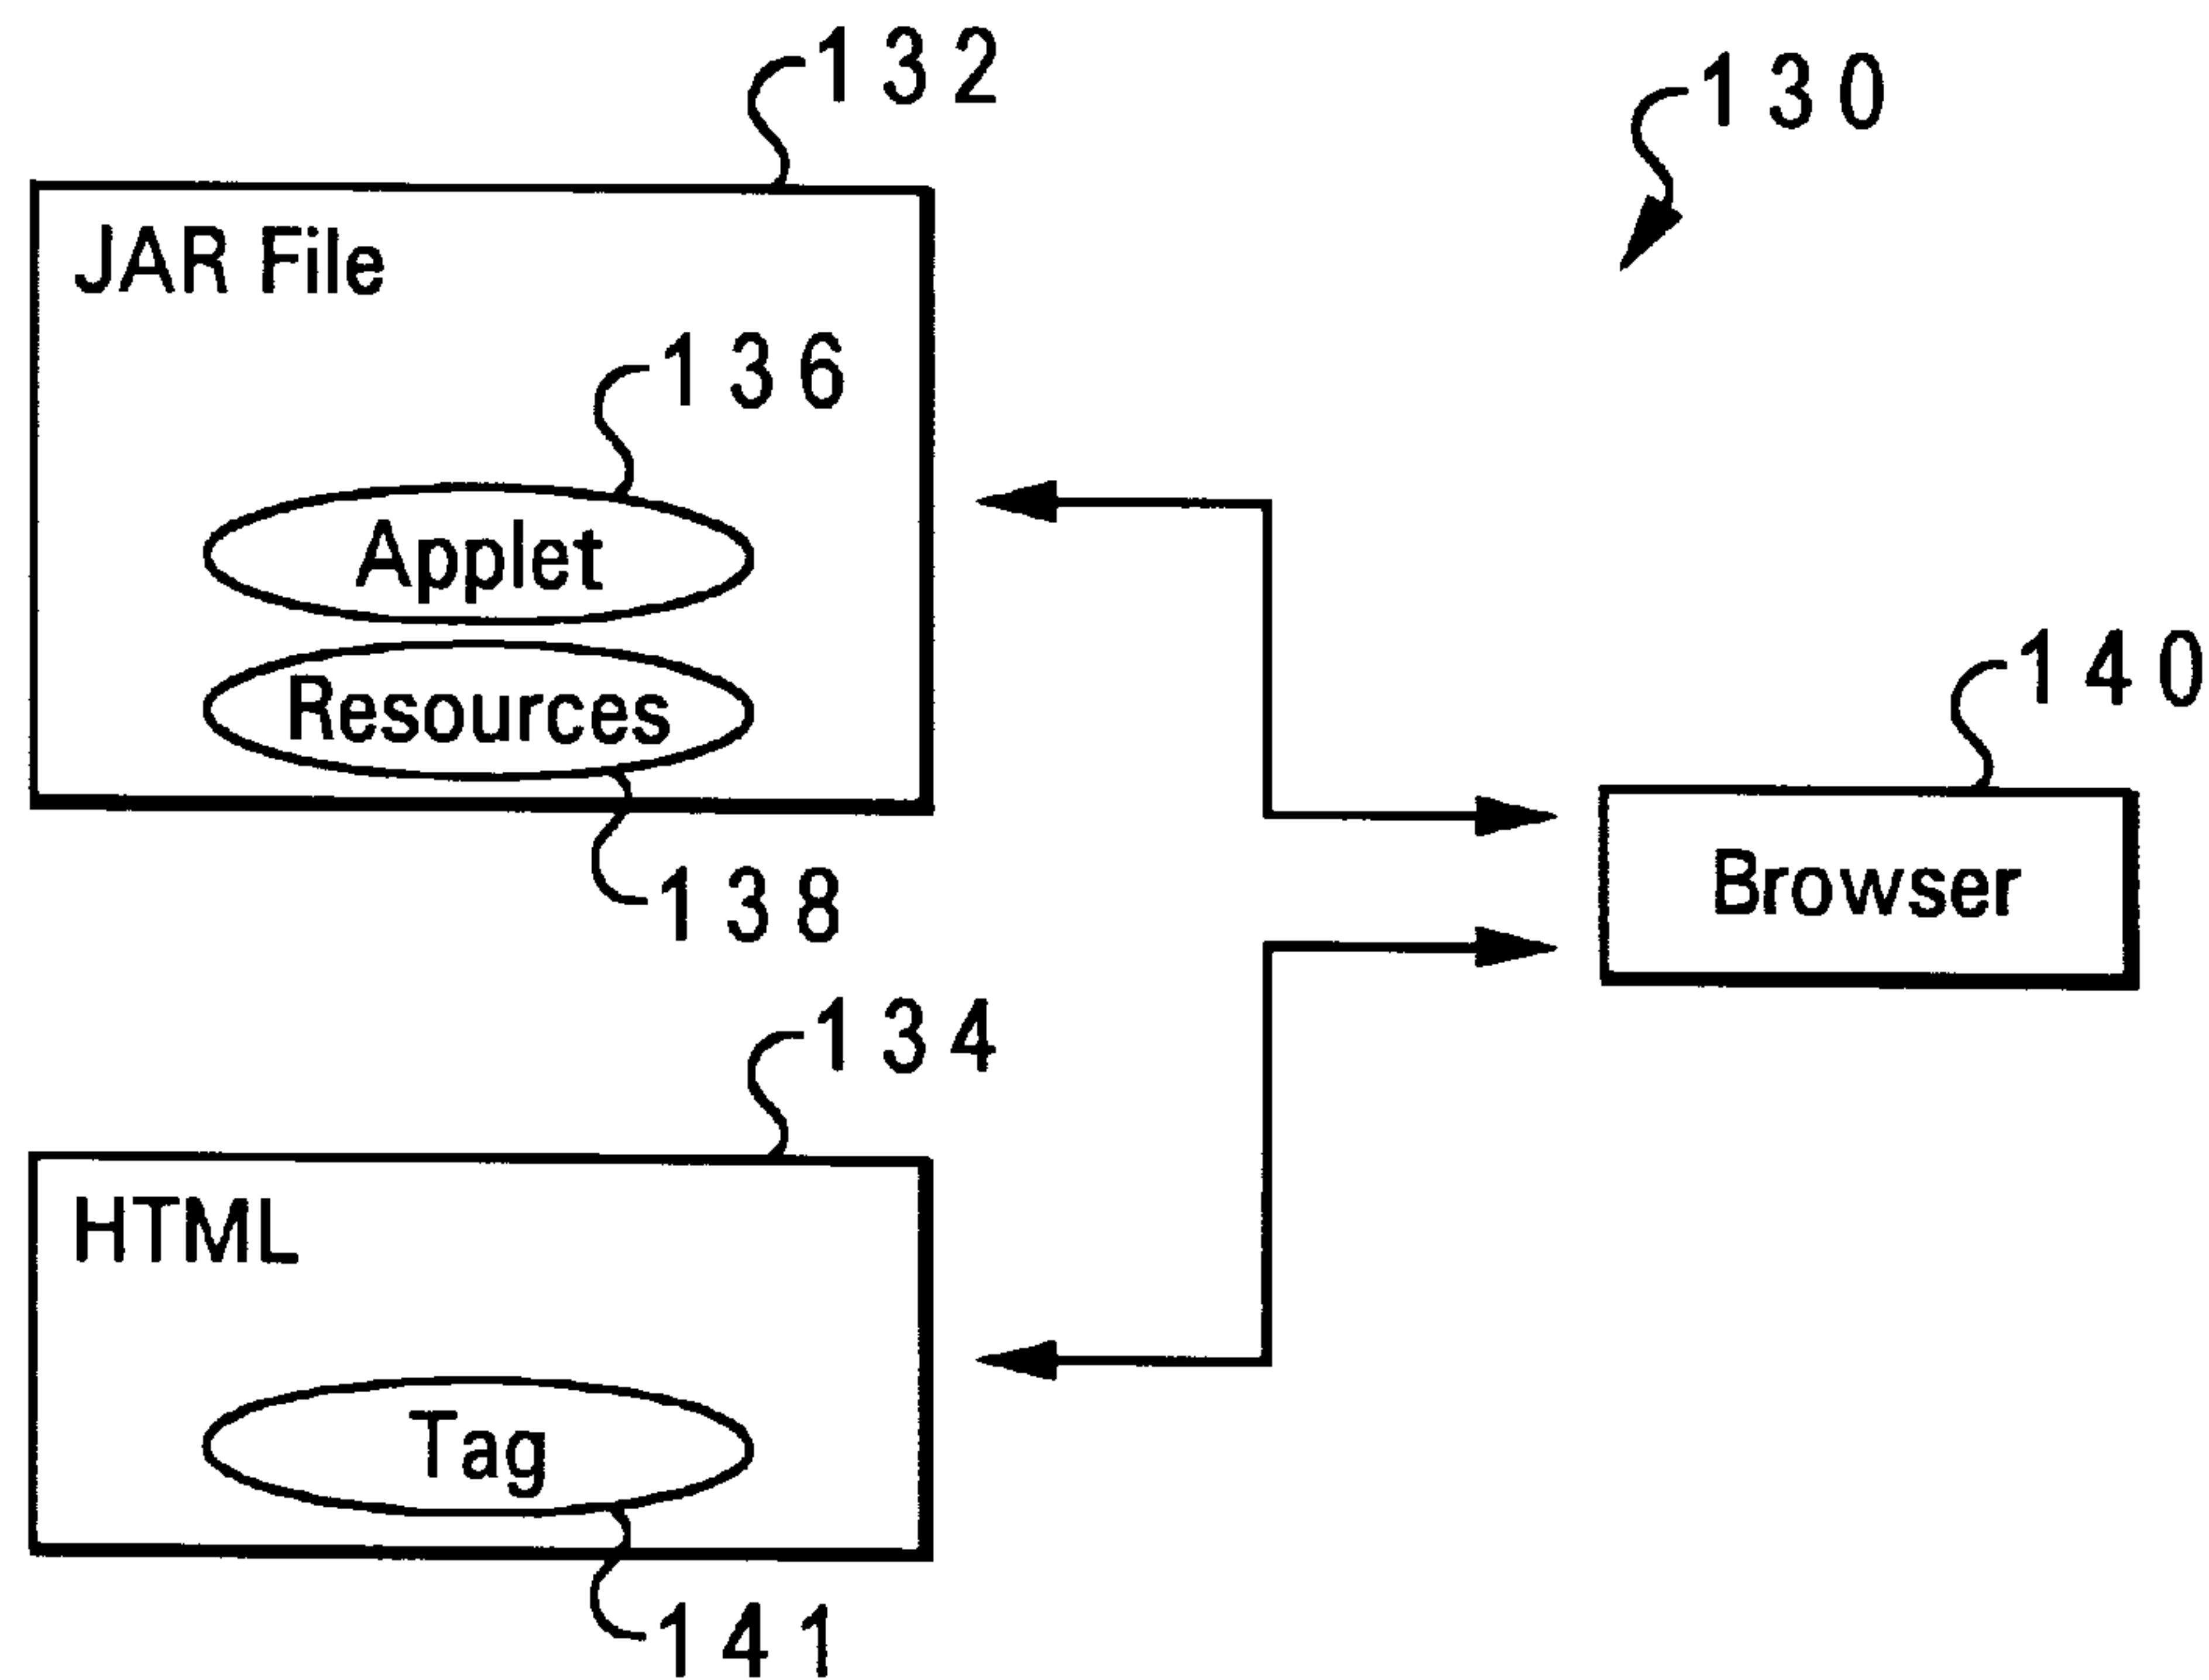 132
130
JAR File
136
Applet
Resources
138
140
Browser
134
HTML
Tag
141